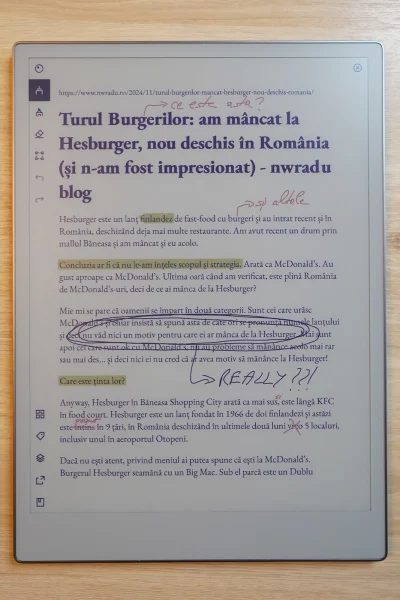 https://www.nwradu.ro/2024/11/turul-burgerilor-mancat-hesburger-nou-deschis-romania/
ce este asta?
Turul Burgerilor: am mâncat la
Hesburger, nou deschis în România
(și n-am fost impresionat) - nwradu
blog
și altele
Hesburger este un lanț finlandez de fast-food cu burgeri și au intrat recent și în
România, deschizând deja mai multe restaurante. Am avut recent un drum prin
mallul Băneasa și am mâncat și eu acolo.
Concluzia ar fi că nu le-am înțeles scopul și strategia. Arată ca McDonald's. Au
gust aproape ca McDonald's. Ultima oară când am verificat, este plină România
de McDonald's-uri, deci de ce ai mânca la Hesburger?
Mie mi se pare că oamenii se împart în două categorii. Sunt cei care urăsc
McDonald's și chiar insistă să spună asta de câte ori se pronunță numele lanțului
și deci nu văd nici un motiv pentru care ei ar mânca de la Hesburger. Mai sunt
apoi cei care sunt ok cu McDonald's, nu au probleme să mănânce acolo mai rar
sau mai des... și deci nici ei nu cred că ar avea motiv să mănânce la Hesburger!
REALLY??!
Care este ținta lor?
Anyway, Hesburger în Băneasa Shopping City arată ca mai sus, este lângă KFC
în food court. Hesburger este un lanț fondat în 1966 de doi finlandezi și astăzi
este întins în 9 țări, în România deschizând în ultimele două luni vreo 5 localuri,
inclusiv unul în aeroportul Otopeni.
Dacă nu ești atent, privind meniul ai putea spune că ești la McDonald's.
Burgerul Hesburger seamănă cu un Big Mac. Sub el parcă este un Dublu